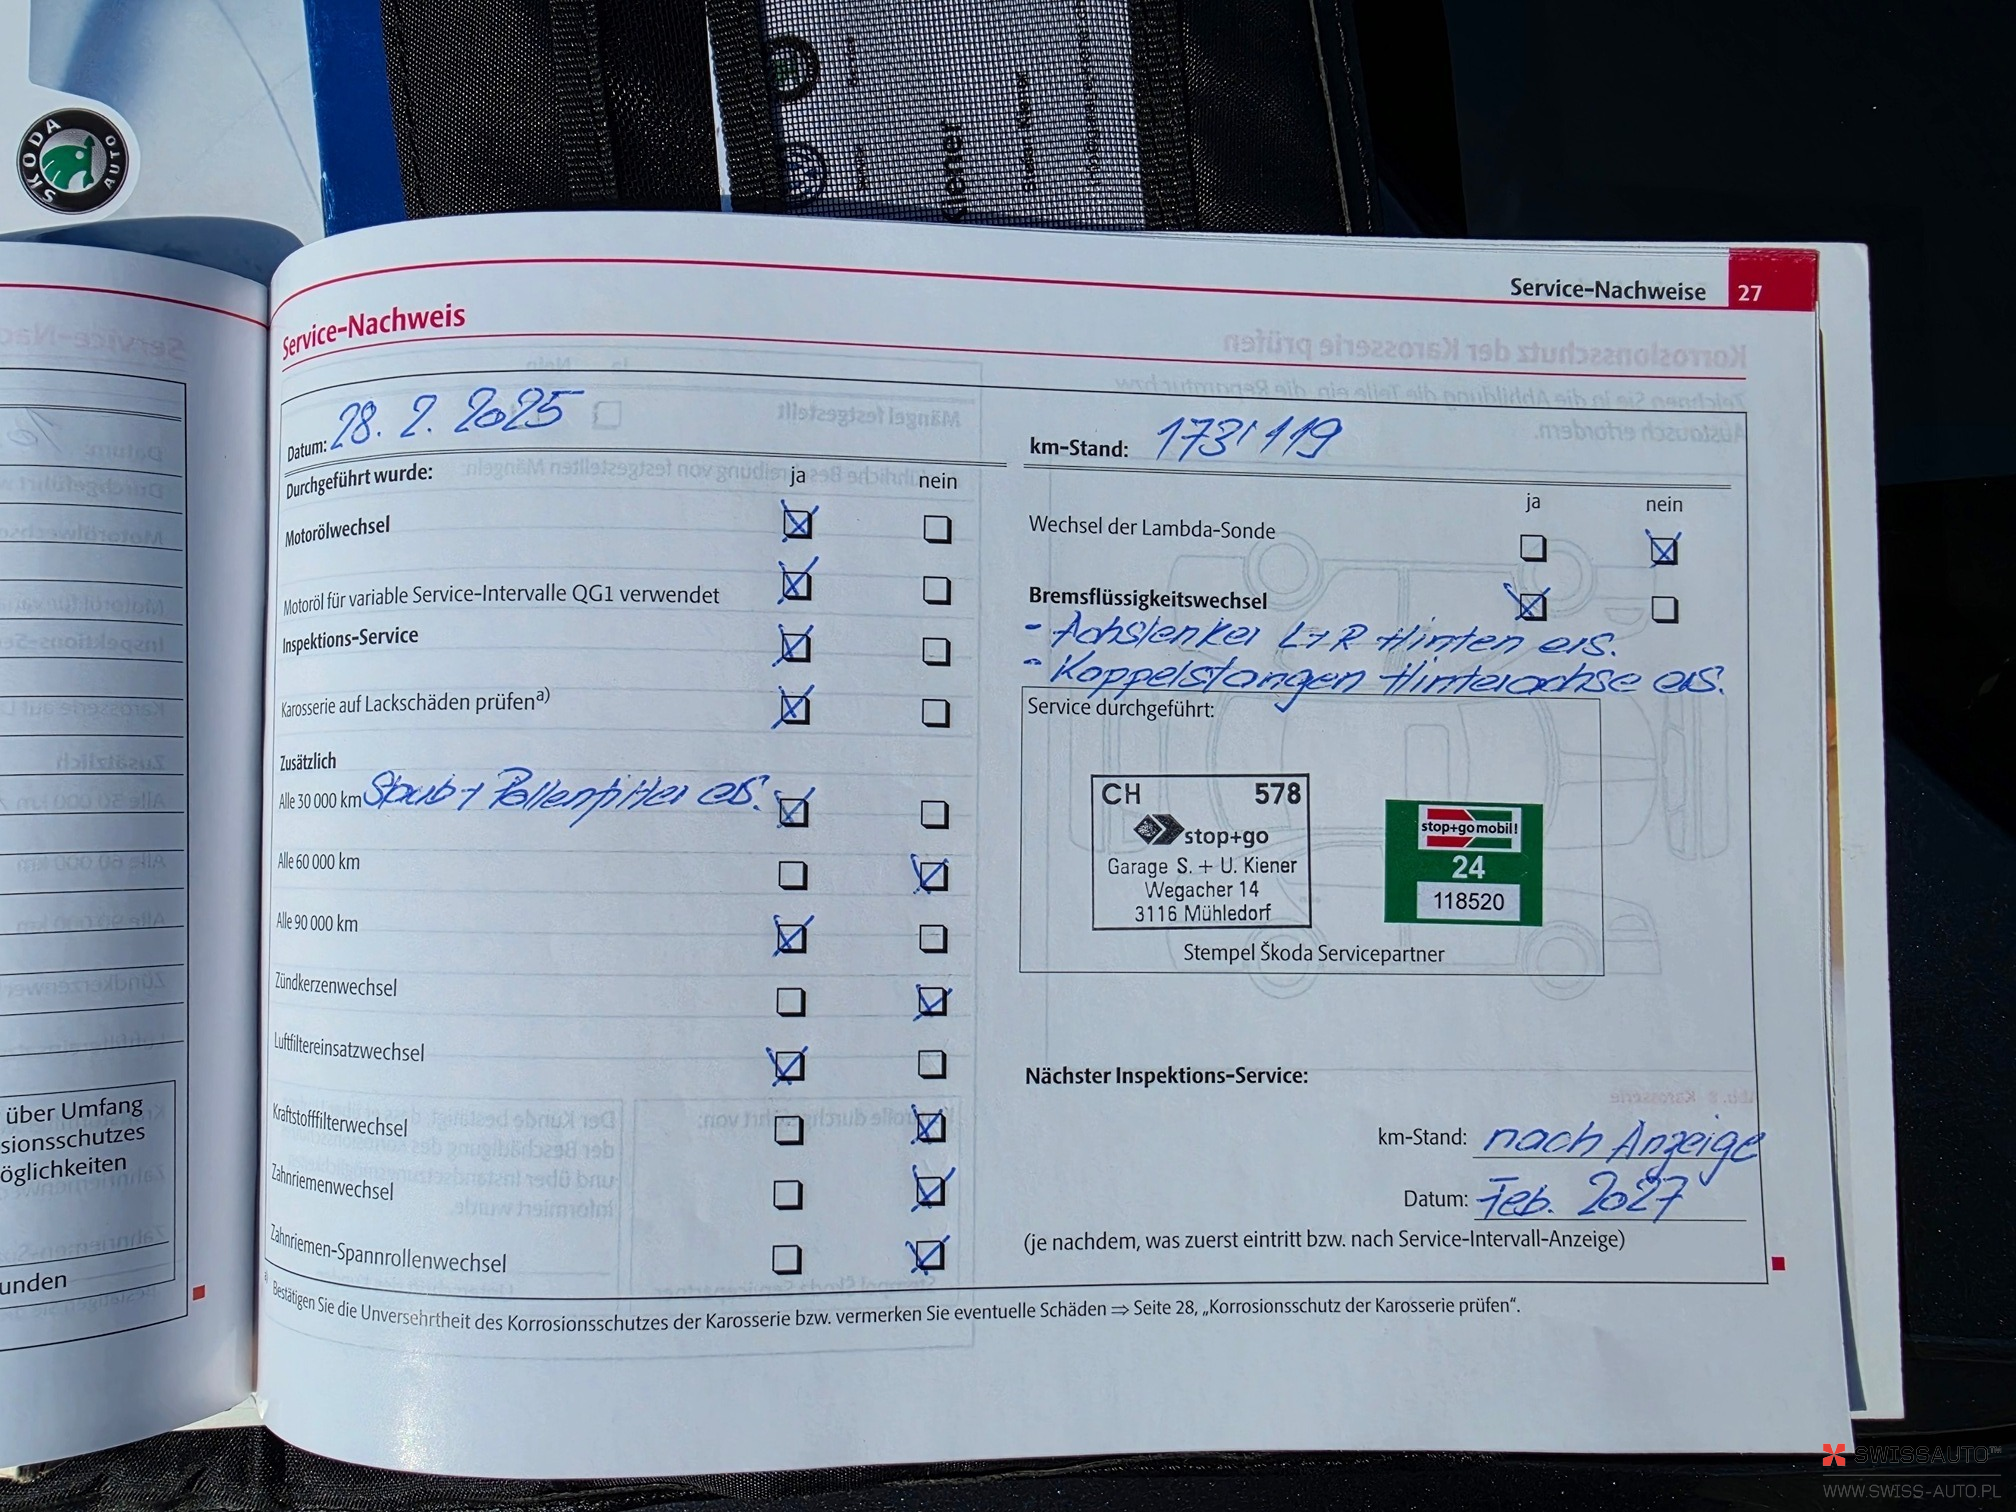 SKODA AUTO
Kiener
Service-Nachweise 27
Service-Nachweis
Datum: 28. 2. 2025
km-Stand: 173'119
Durchgeführt wurde: ja nein
Motorölwechsel
Motoröl für variable Service-Intervalle QG1 verwendet
Inspektions-Service
Karosserie auf Lackschäden prüfen a)
Zusätzlich
Alle 30 000 km Staub + Pollenfilter ers.
Alle 60 000 km
Alle 90 000 km
Zündkerzenwechsel
Luftfiltereinsatzwechsel
Kraftstofffilterwechsel
Zahnriemenwechsel
Zahnriemen-Spannrollenwechsel
ja nein
Wechsel der Lambda-Sonde
Bremsflüssigkeitswechsel
- Achslenker L+R Hinten ers.
- Koppelstangen Hinterachse ers.
Service durchgeführt:
CH 578
stop+go
Garage S. + U. Kiener
Wegacher 14
3116 Mühledorf
stop+go mobil!
24
118520
Stempel Škoda Servicepartner
Nächster Inspektions-Service:
km-Stand: nach Anzeige
Datum: Feb. 2027
(je nachdem, was zuerst eintritt bzw. nach Service-Intervall-Anzeige)
a) Bestätigen Sie die Unversehrtheit des Korrosionsschutzes der Karosserie bzw. vermerken Sie eventuelle Schäden ⇒ Seite 28, „Korrosionsschutz der Karosserie prüfen“.
über Umfang
sionsschutzes
öglichkeiten
unden
SWISSAUTO™
WWW.SWISS-AUTO.PL